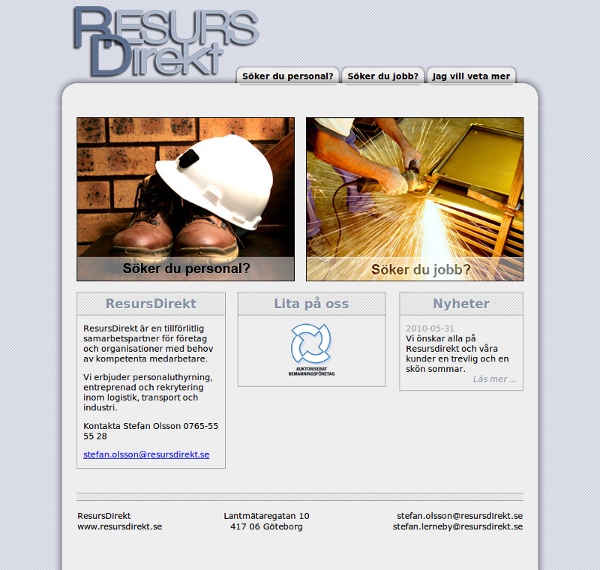 RESURS
Direkt
Söker du personal?
Söker du jobb?
Jag vill veta mer
Söker du personal?
Söker du jobb?
ResursDirekt
ResursDirekt är en tillförlitlig
samarbetspartner för företag
och organisationer med behov
av kompetenta medarbetare.
Vi erbjuder personaluthyrning,
entreprenad och rekrytering
inom logistik, transport och
industri.
Kontakta Stefan Olsson 0765-55
55 28
stefan.olsson@resursdirekt.se
Lita på oss
AUKTORISERAT
BEMANNINGSFÖRETAG
Nyheter
2010-05-31
Vi önskar alla på
Resursdirekt och våra
kunder en trevlig och en
skön sommar.
Läs mer ...
ResursDirekt
www.resursdirekt.se
Lantmätaregatan 10
417 06 Göteborg
stefan.olsson@resursdirekt.se
stefan.lerneby@resursdirekt.se